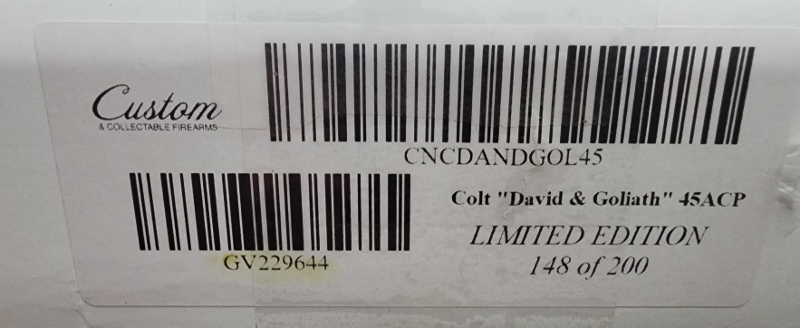 Custom
& COLLECTABLE FIREARMS
CNCDANDGOL45
Colt "David & Goliath" 45ACP
LIMITED EDITION
148 of 200
GV229644